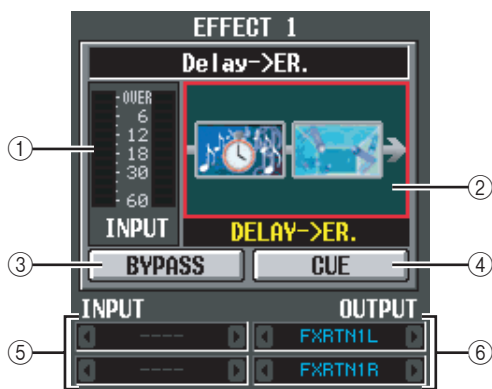 EFFECT 1
Delay->ER.
OVER
6
12
18
30
60
INPUT
DELAY->ER.
BYPASS
CUE
INPUT
OUTPUT
----
FXRTN1L
----
FXRTN1R
①
②
③
④
⑤
⑥